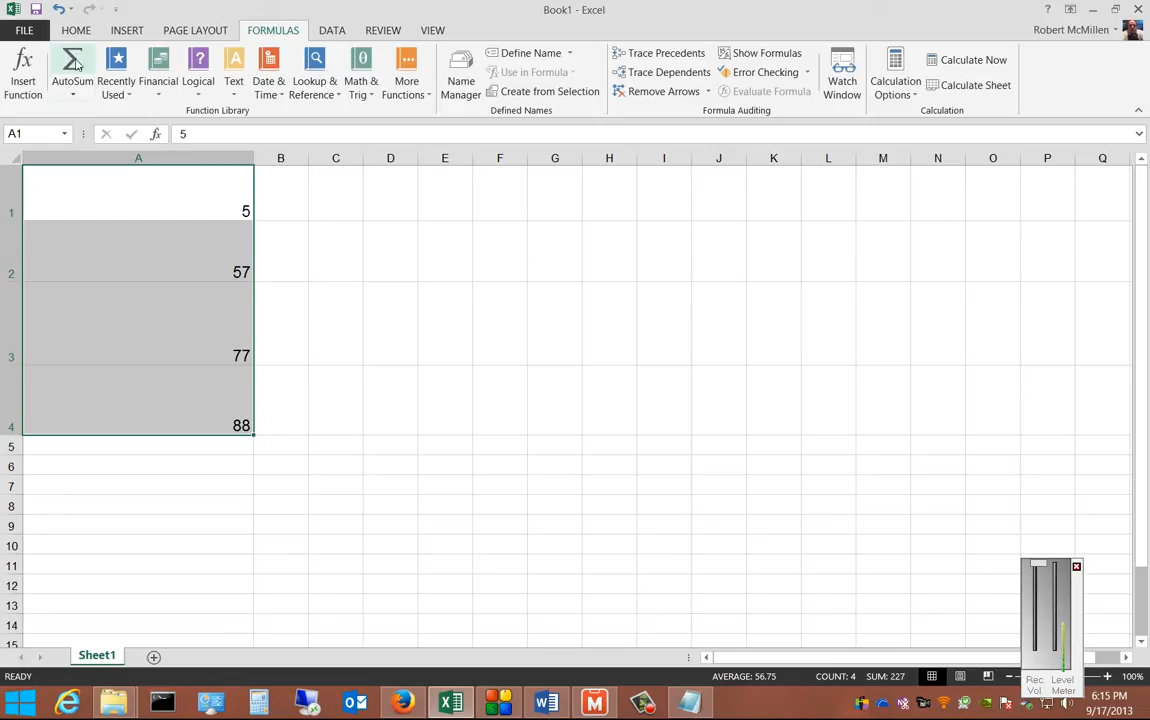 Book1 - Excel
FILE HOME INSERT PAGE LAYOUT FORMULAS DATA REVIEW VIEW
Robert McMillen
Insert Function
AutoSum
Recently Used
Financial
Logical
Text
Date & Time
Lookup & Reference
Math & Trig
More Functions
Function Library
Name Manager
Define Name
Use in Formula
Create from Selection
Defined Names
Trace Precedents
Trace Dependents
Remove Arrows
Show Formulas
Error Checking
Evaluate Formula
Watch Window
Formula Auditing
Calculation Options
Calculate Now
Calculate Sheet
Calculation
A1 fx 5
A B C D E F G H I J K L M N O P Q
1 5
2 57
3 77
4 88
5
6
7
8
9
10
11
12
13
14
15
Rec. Vol.
Level Meter
Sheet1
READY AVERAGE: 56.75 COUNT: 4 SUM: 227 100%
6:15 PM
9/17/2013